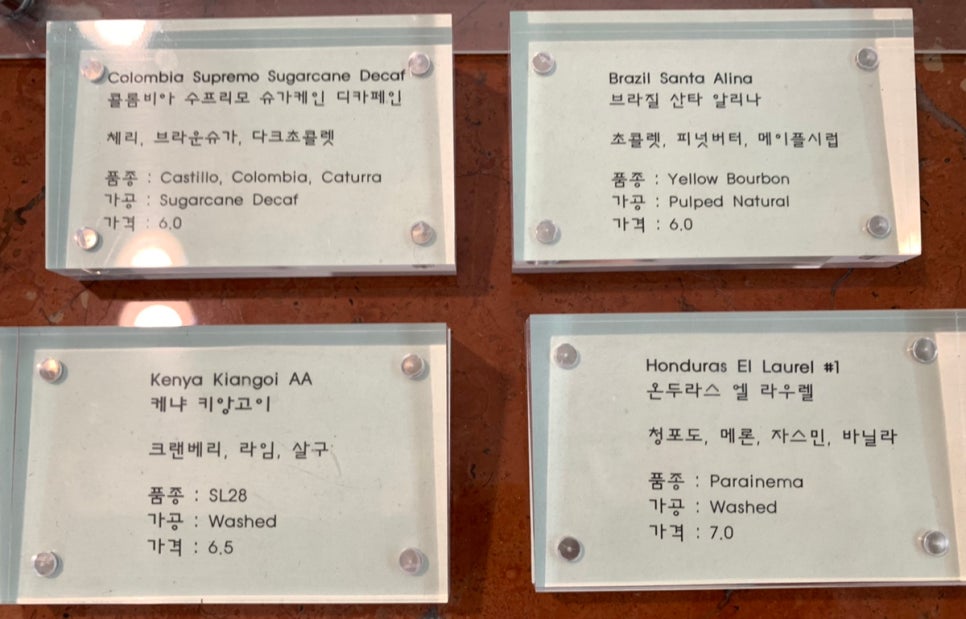 Colombia Supremo Sugarcane Decaf
콜롬비아 수프리모 슈가케인 디카페인
체리, 브라운슈가, 다크초콜렛
품종 : Castillo, Colombia, Caturra
가공 : Sugarcane Decaf
가격 : 6.0
Brazil Santa Alina
브라질 산타 알리나
초콜렛, 피넛버터, 메이플시럽
품종 : Yellow Bourbon
가공 : Pulped Natural
가격 : 6.0
Kenya Kiangoi AA
케냐 키앙고이
크랜베리, 라임, 살구
품종 : SL28
가공 : Washed
가격 : 6.5
Honduras El Laurel #1
온두라스 엘 라우렐
청포도, 메론, 자스민, 바닐라
품종 : Parainema
가공 : Washed
가격 : 7.0